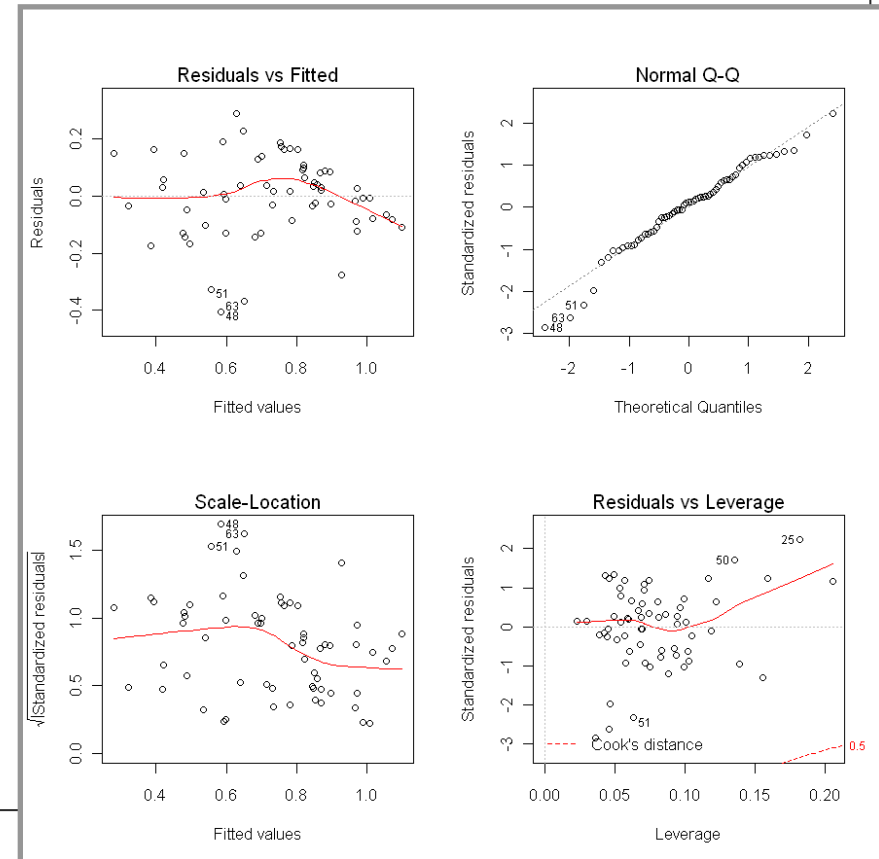 Residuals vs Fitted
Residuals
0.2
0.0
-0.2
-0.4
51
63
48
0.4 0.6 0.8 1.0
Fitted values
Normal Q-Q
Standardized residuals
2
1
0
-1
-2
-3
51
63
48
-2 -1 0 1 2
Theoretical Quantiles
Scale-Location
√|Standardized residuals|
1.5
1.0
0.5
0.0
48
63
51
0.4 0.6 0.8 1.0
Fitted values
Residuals vs Leverage
Standardized residuals
2
1
0
-1
-2
-3
25
50
51
Cook's distance
0.5
0.00 0.05 0.10 0.15 0.20
Leverage